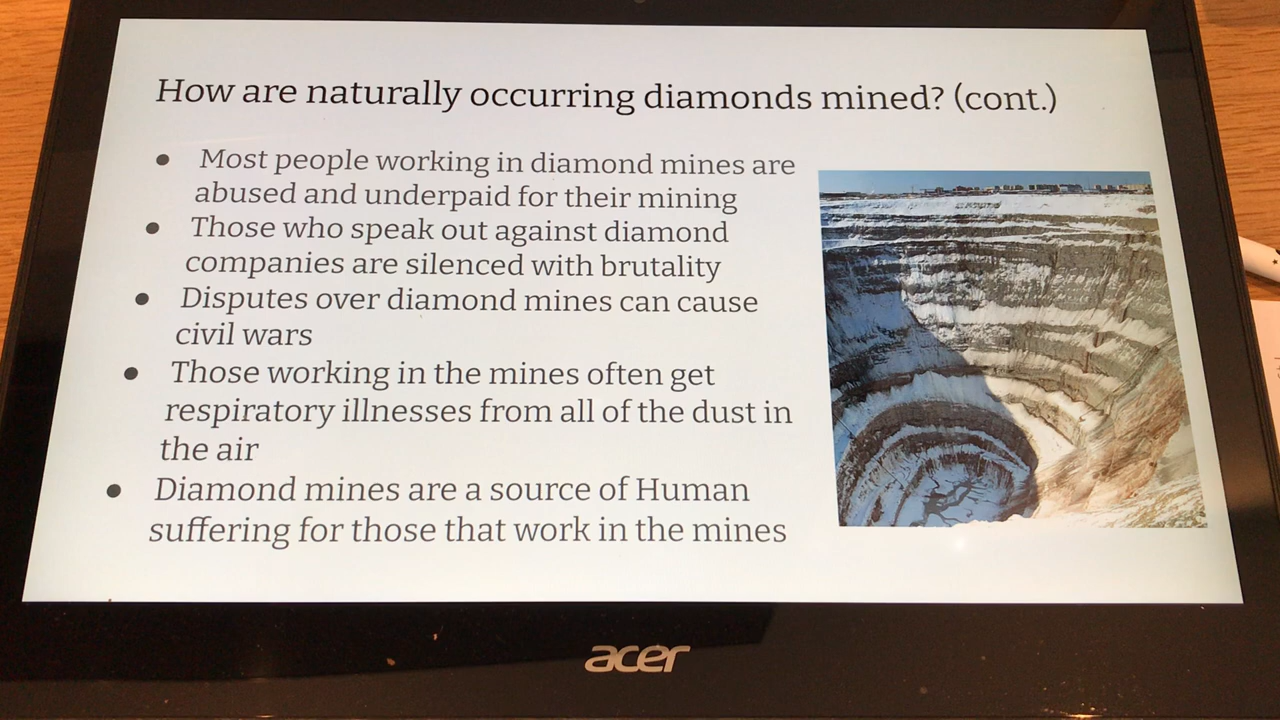 How are naturally occurring diamonds mined? (cont.)
● Most people working in diamond mines are
abused and underpaid for their mining
● Those who speak out against diamond
companies are silenced with brutality
● Disputes over diamond mines can cause
civil wars
● Those working in the mines often get
respiratory illnesses from all of the dust in
the air
● Diamond mines are a source of Human
suffering for those that work in the mines
acer